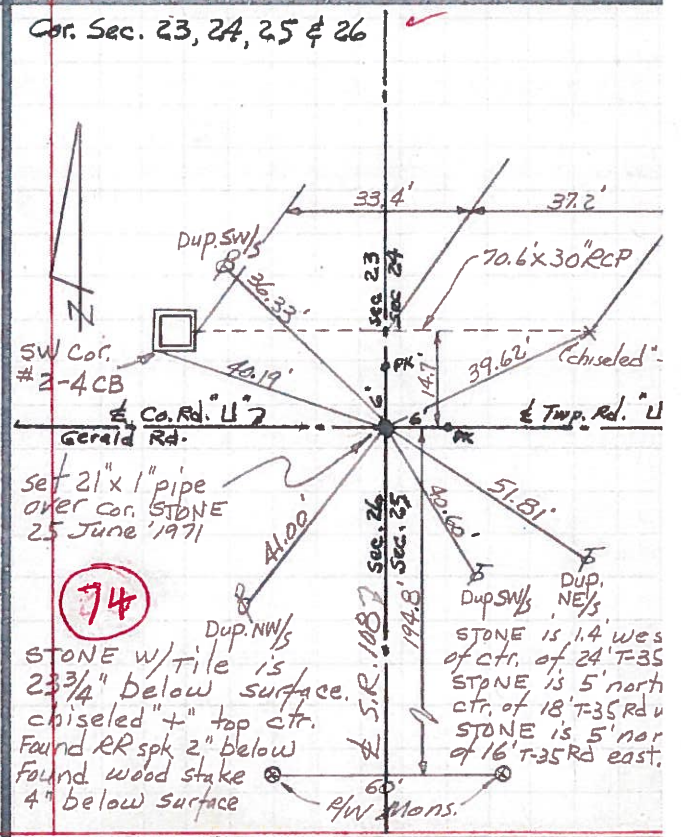 Cor. Sec. 23, 24, 25 & 26
33.4'
37.2'
Dup. SW/s
36.33'
Sec 23
Sec 24
70.6' x 30" RCP
N
SW Cor.
#2-4 CB
40.19'
PK
6'
14.7'
39.62'
(chiseled "-
℄ Co. Rd. "U"
Gerald Rd.
6'
PK
℄ Twp. Rd. "U
set 21" x 1" pipe
over cor. STONE
25 June '1971
41.00'
Sec. 26
Sec. 25
40.60'
51.81'
74
Dup. NW/s
Dup SW/s
Dup.
NE/s
℄ S.R. 108
194.8'
STONE W/Tile is
23 3/4" below surface.
chiseled "+" top ctr.
Found RR spk 2" below
Found wood stake
4" below surface
STONE is 1.4' wes
of ctr. of 24' T-35
STONE is 5' north
ctr. of 18' T-35 Rd w
STONE is 5' nor
of 16' T-35 Rd east.
60'
R/W Mons.